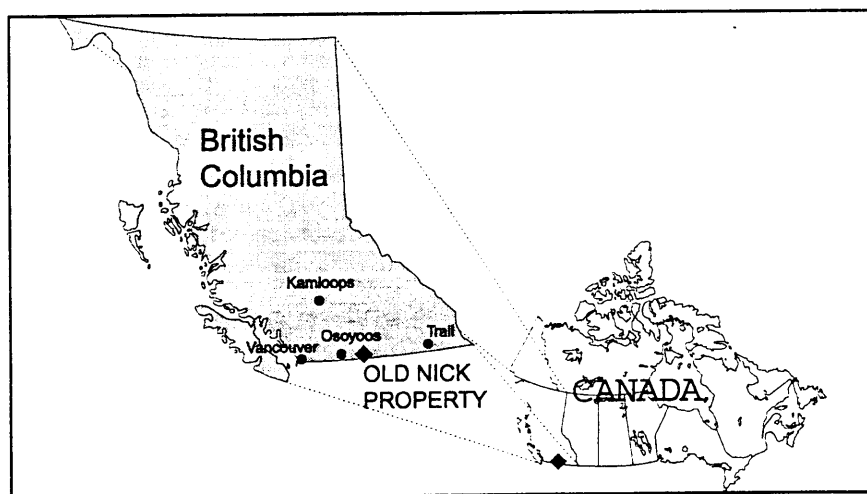 British
Columbia
Kamloops
Osoyoos
Trail
Vancouver
OLD NICK
PROPERTY
CANADA